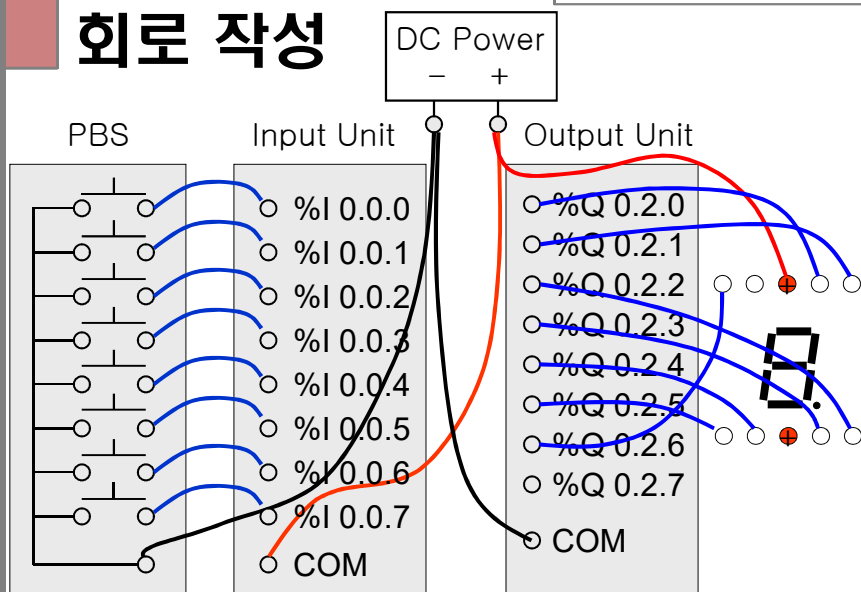 회로 작성
DC Power
− +
PBS
Input Unit
Output Unit
%I 0.0.0
%I 0.0.1
%I 0.0.2
%I 0.0.3
%I 0.0.4
%I 0.0.5
%I 0.0.6
%I 0.0.7
COM
%Q 0.2.0
%Q 0.2.1
%Q 0.2.2
%Q 0.2.3
%Q 0.2.4
%Q 0.2.5
%Q 0.2.6
%Q 0.2.7
COM
+
+